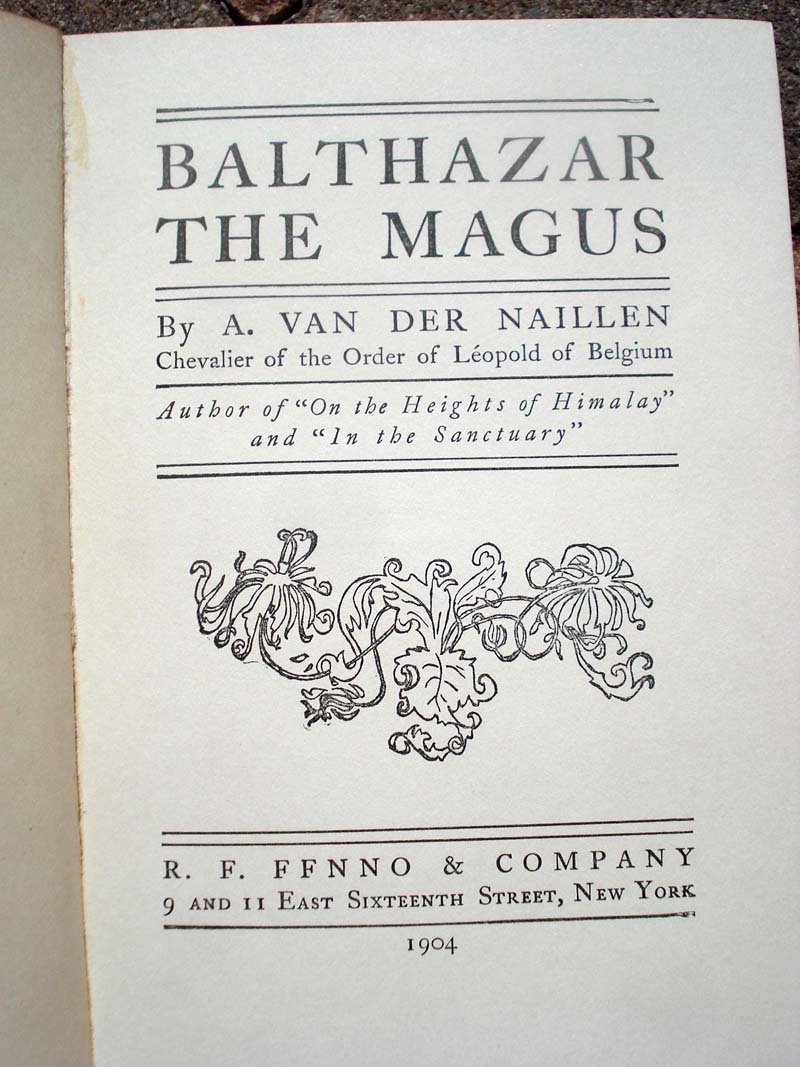 BALTHAZAR
THE MAGUS
By A. VAN DER NAILLEN
Chevalier of the Order of Léopold of Belgium
Author of "On the Heights of Himalay"
and "In the Sanctuary"
R. F. FFNNO & COMPANY
9 AND 11 EAST SIXTEENTH STREET, NEW YORK
1904